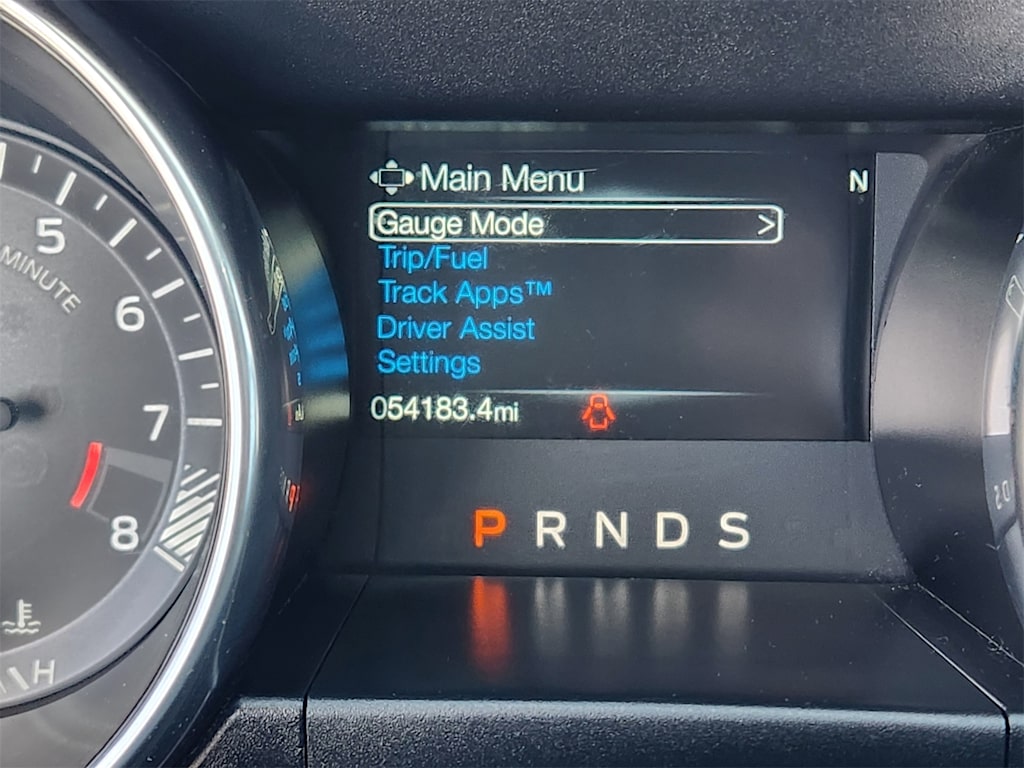 Main Menu N
Gauge Mode >
Trip/Fuel
Track Apps™
Driver Assist
Settings
054183.4mi
P R N D S
5
MINUTE
6
7
8
H